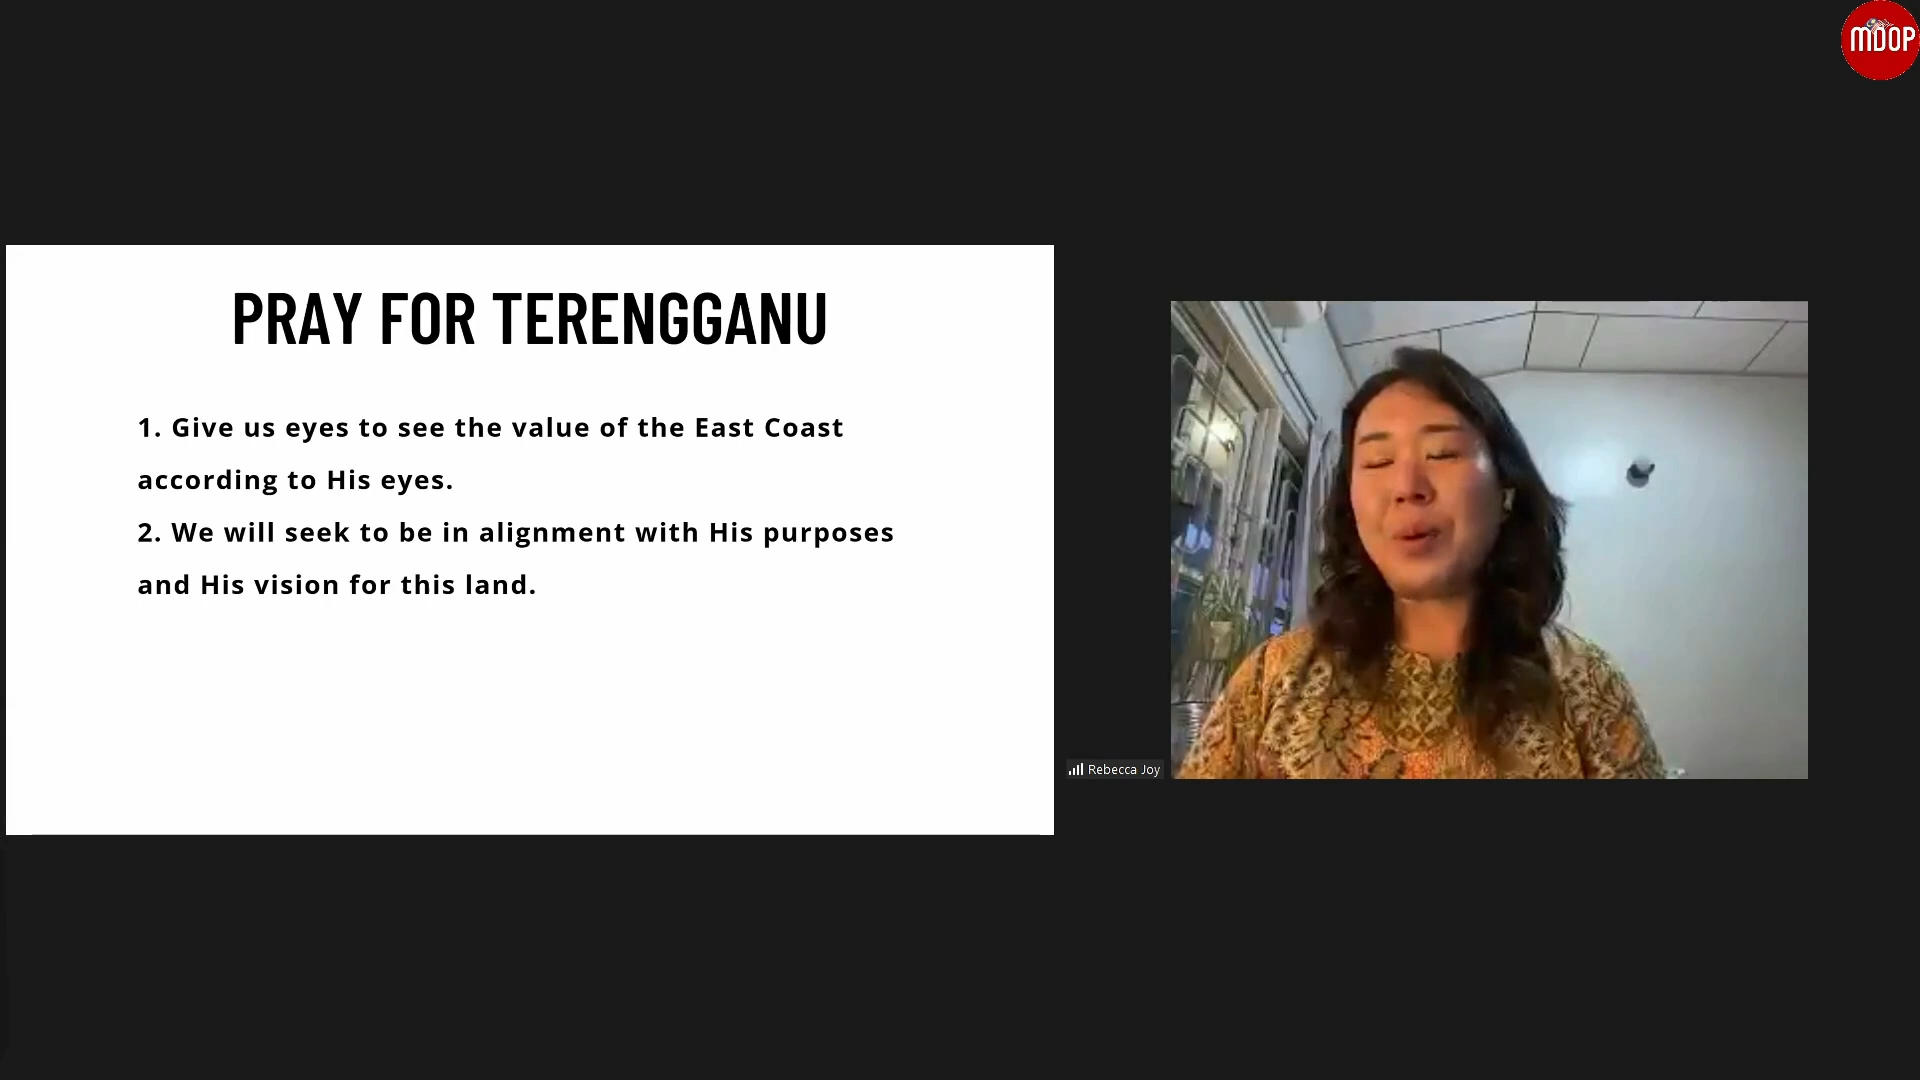 MDOP
PRAY FOR TERENGGANU
1. Give us eyes to see the value of the East Coast
according to His eyes.
2. We will seek to be in alignment with His purposes
and His vision for this land.
Rebecca Joy